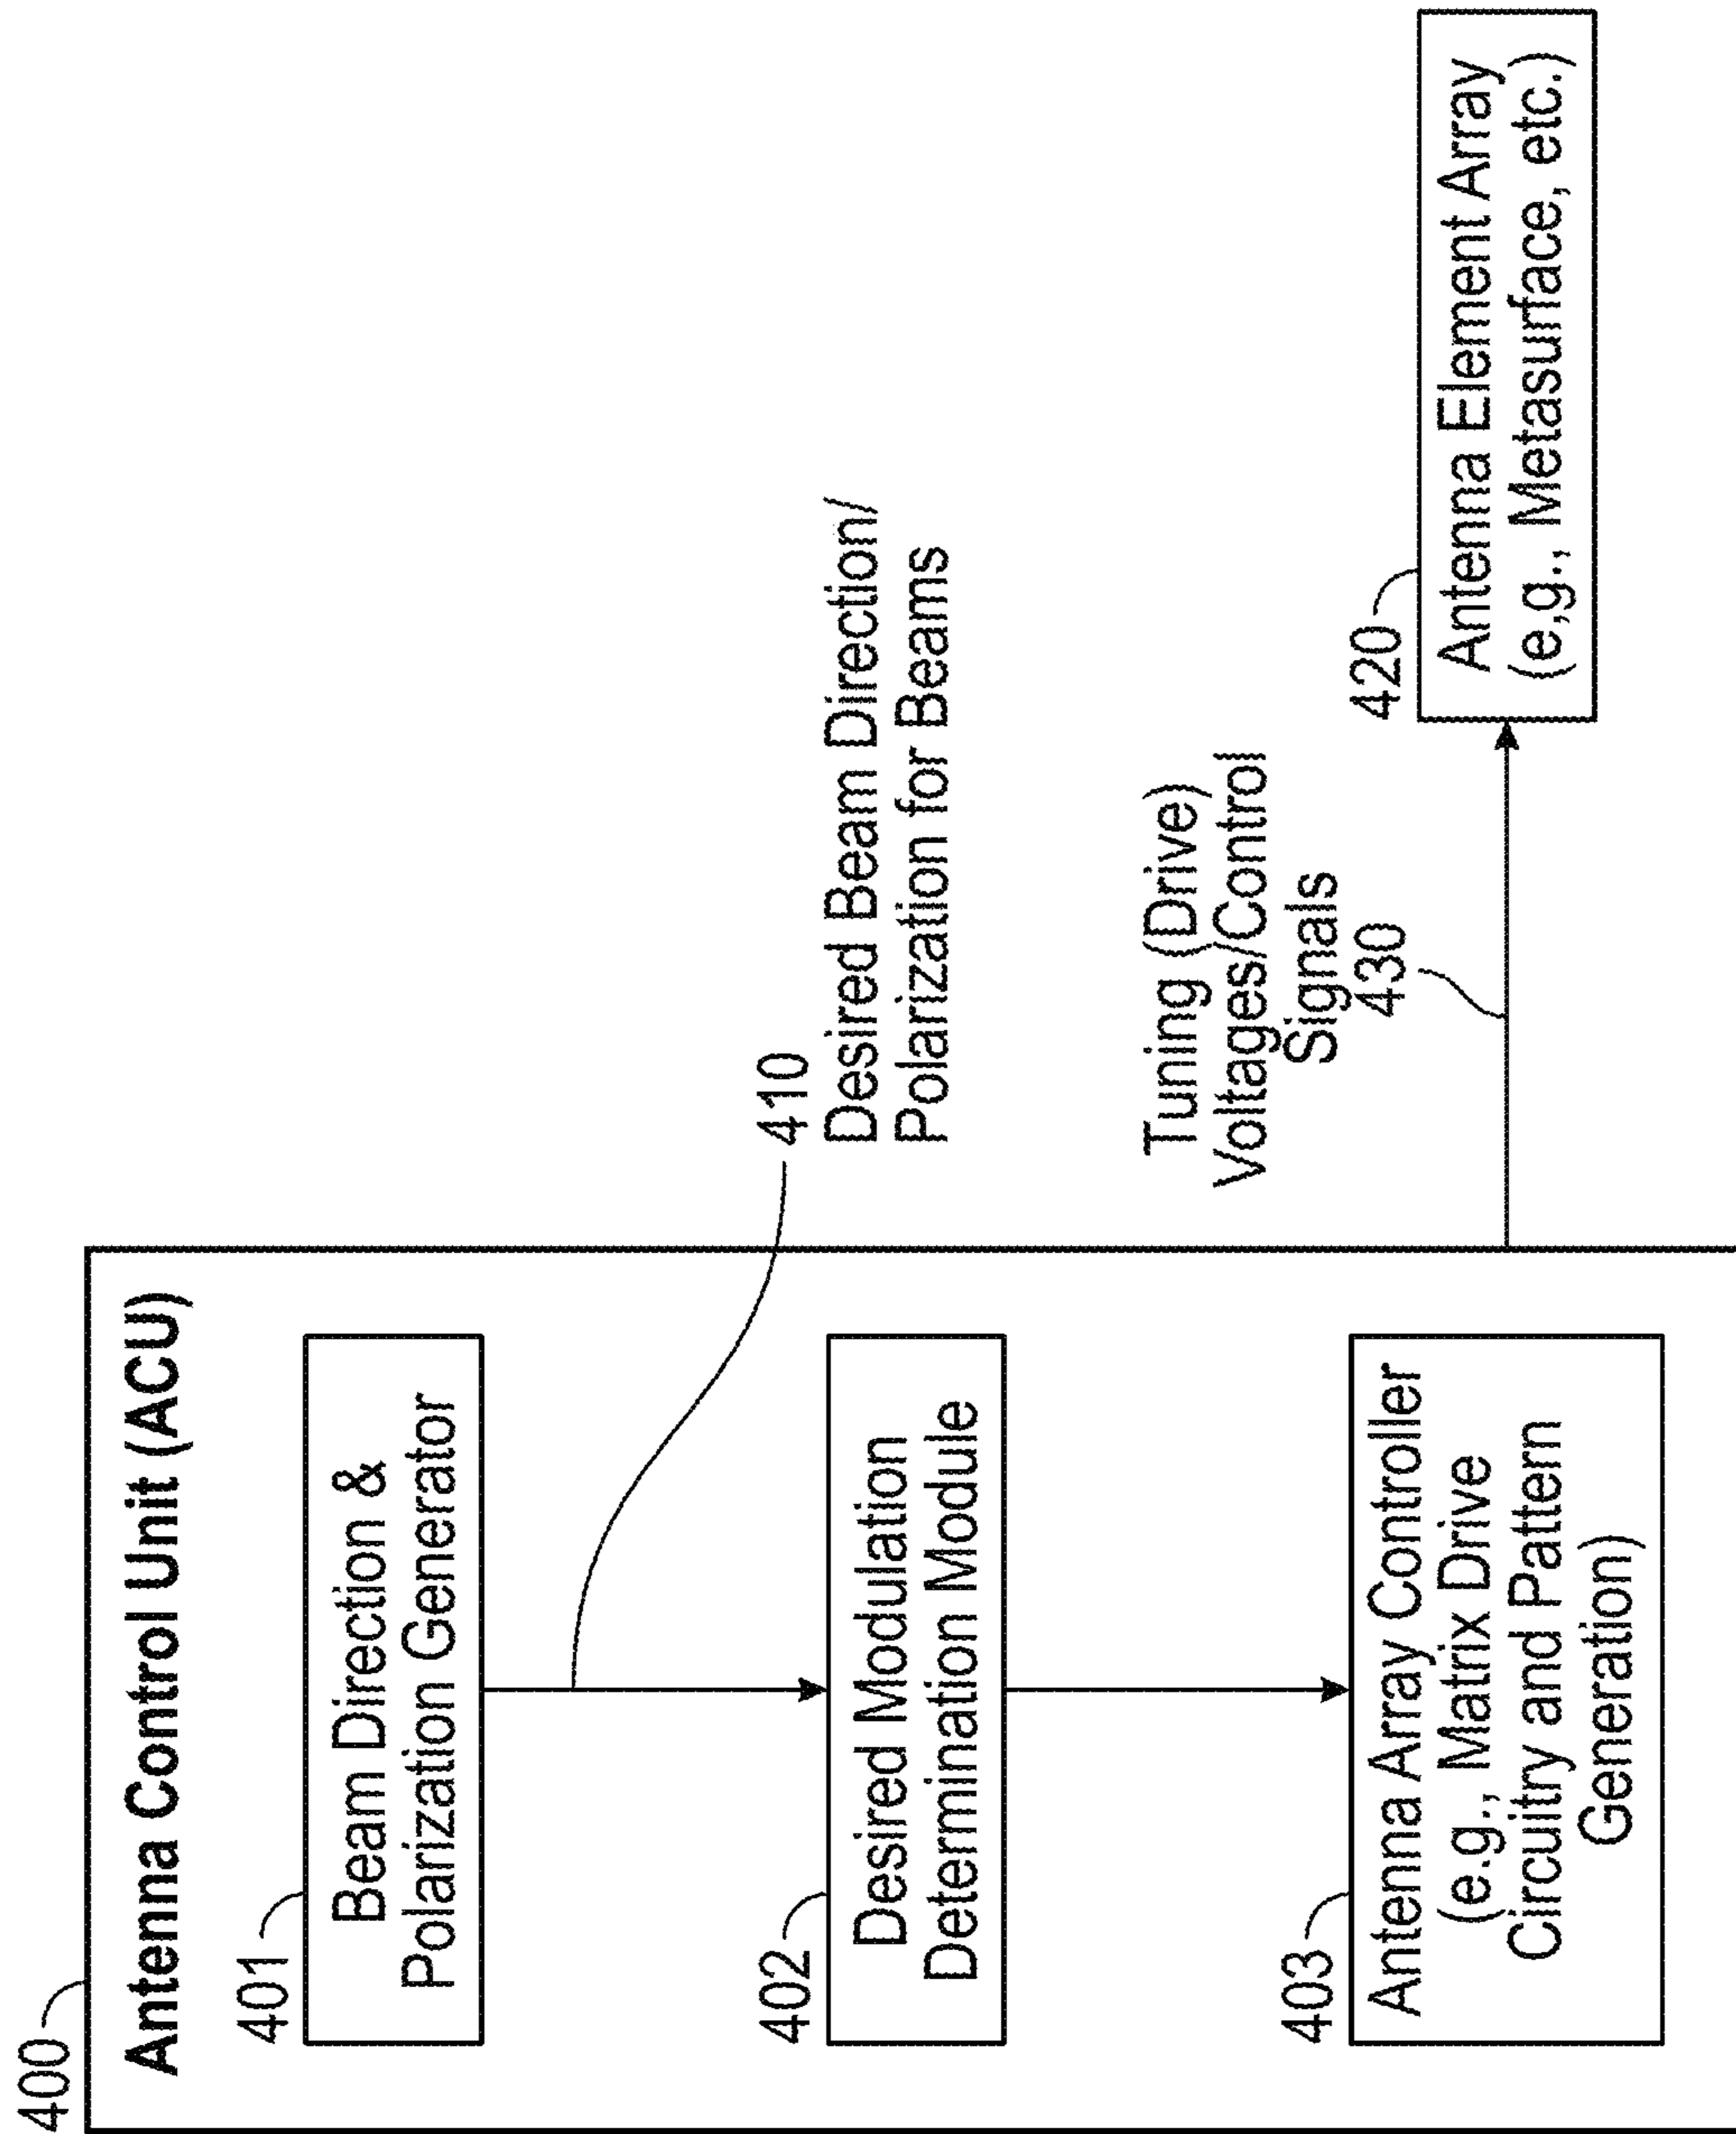 400
Antenna Control Unit (ACU)
401
Beam Direction &
Polarization Generator
410
Desired Beam Direction/
Polarization for Beams
402
Desired Modulation
Determination Module
403
Antenna Array Controller
(e.g., Matrix Drive
Circuitry and Pattern
Generation)
Tuning (Drive)
Voltages/Control
Signals
430
420
Antenna Element Array
(e,g., Metasurface, etc.)